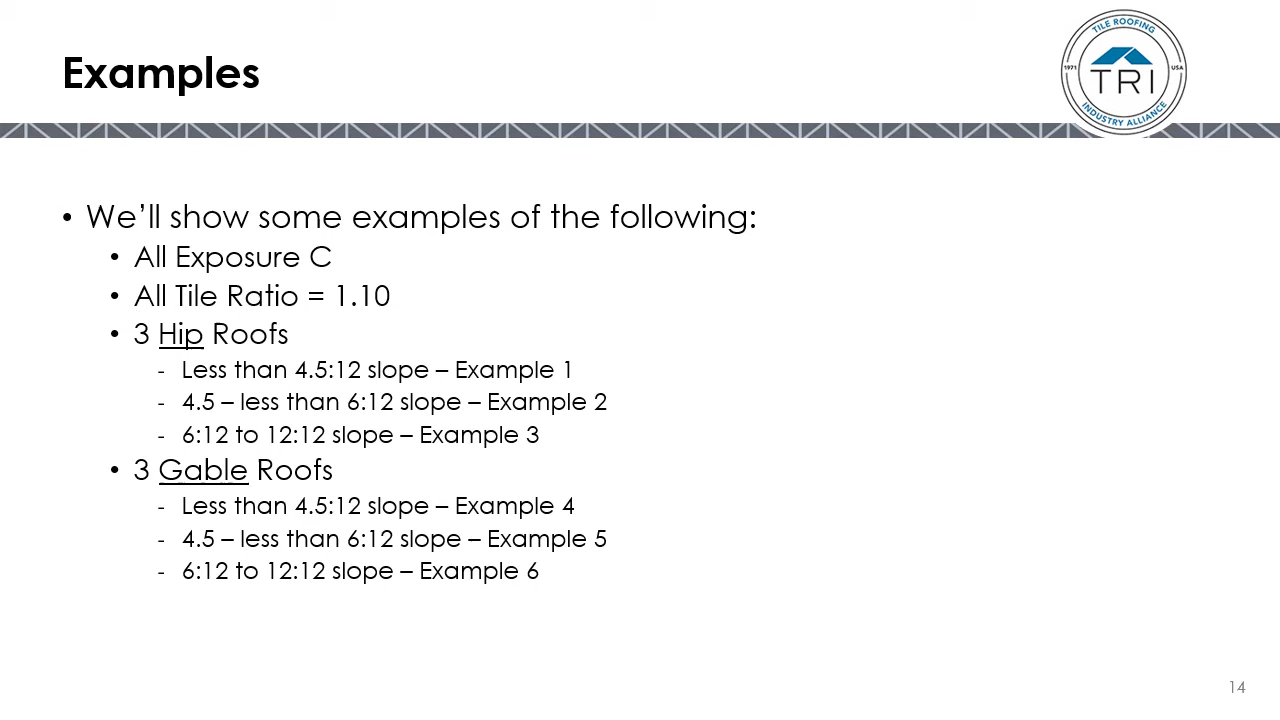 Examples
TILE ROOFING
1971
USA
TRI
INDUSTRY ALLIANCE
• We’ll show some examples of the following:
• All Exposure C
• All Tile Ratio = 1.10
• 3 Hip Roofs
- Less than 4.5:12 slope – Example 1
- 4.5 – less than 6:12 slope – Example 2
- 6:12 to 12:12 slope – Example 3
• 3 Gable Roofs
- Less than 4.5:12 slope – Example 4
- 4.5 – less than 6:12 slope – Example 5
- 6:12 to 12:12 slope – Example 6
14